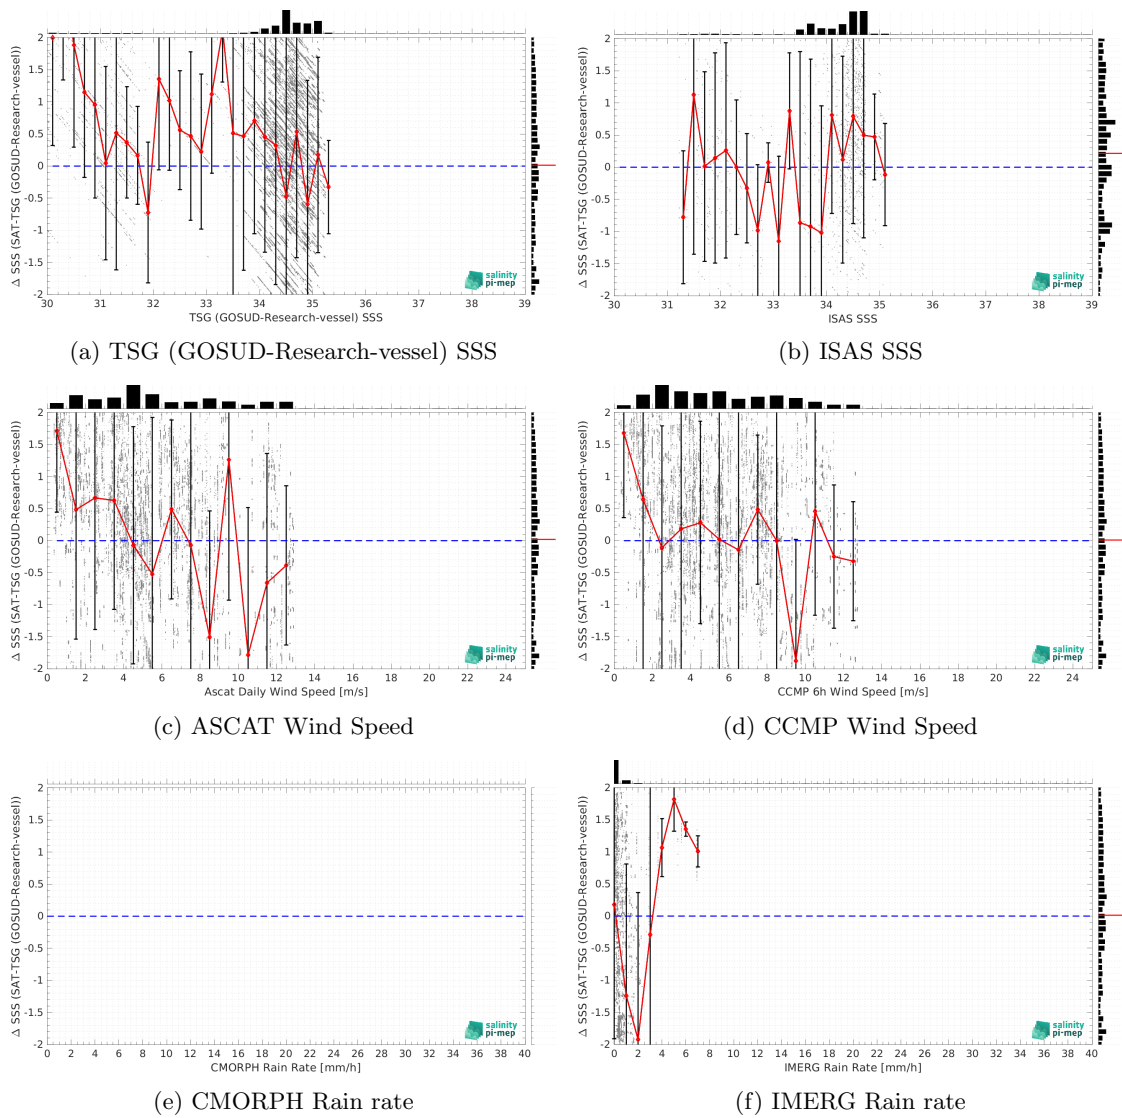 2
1.5
1
0.5
0
-0.5
-1
-1.5
-2
Δ SSS (SAT-TSG (GOSUD-Research-vessel))
30 31 32 33 34 35 36 37 38 39
TSG (GOSUD-Research-vessel) SSS
salinity
pi-mep
(a) TSG (GOSUD-Research-vessel) SSS
2
1.5
1
0.5
0
-0.5
-1
-1.5
-2
Δ SSS (SAT-TSG (GOSUD-Research-vessel))
30 31 32 33 34 35 36 37 38 39
ISAS SSS
salinity
pi-mep
(b) ISAS SSS
2
1.5
1
0.5
0
-0.5
-1
-1.5
-2
Δ SSS (SAT-TSG (GOSUD-Research-vessel))
0 2 4 6 8 10 12 14 16 18 20 22 24
Ascat Daily Wind Speed [m/s]
salinity
pi-mep
(c) ASCAT Wind Speed
2
1.5
1
0.5
0
-0.5
-1
-1.5
-2
Δ SSS (SAT-TSG (GOSUD-Research-vessel))
0 2 4 6 8 10 12 14 16 18 20 22 24
CCMP 6h Wind Speed [m/s]
salinity
pi-mep
(d) CCMP Wind Speed
2
1.5
1
0.5
0
-0.5
-1
-1.5
-2
Δ SSS (SAT-TSG (GOSUD-Research-vessel))
0 2 4 6 8 10 12 14 16 18 20 22 24 26 28 30 32 34 36 38 40
CMORPH Rain Rate [mm/h]
salinity
pi-mep
(e) CMORPH Rain rate
2
1.5
1
0.5
0
-0.5
-1
-1.5
-2
Δ SSS (SAT-TSG (GOSUD-Research-vessel))
0 2 4 6 8 10 12 14 16 18 20 22 24 26 28 30 32 34 36 38 40
IMERG Rain Rate [mm/h]
salinity
pi-mep
(f) IMERG Rain rate